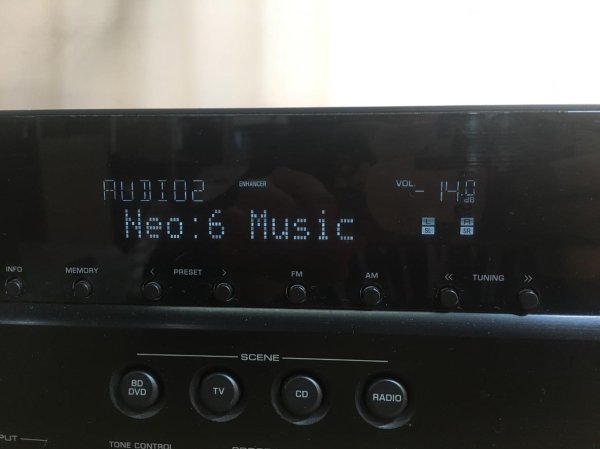 AUDIO2 ENHANCER VOL. -14.0 dB
Neo:6 Music L R
SL SR
INFO MEMORY < PRESET > FM AM << TUNING >>
SCENE
BD DVD TV CD RADIO
TONE CONTROL